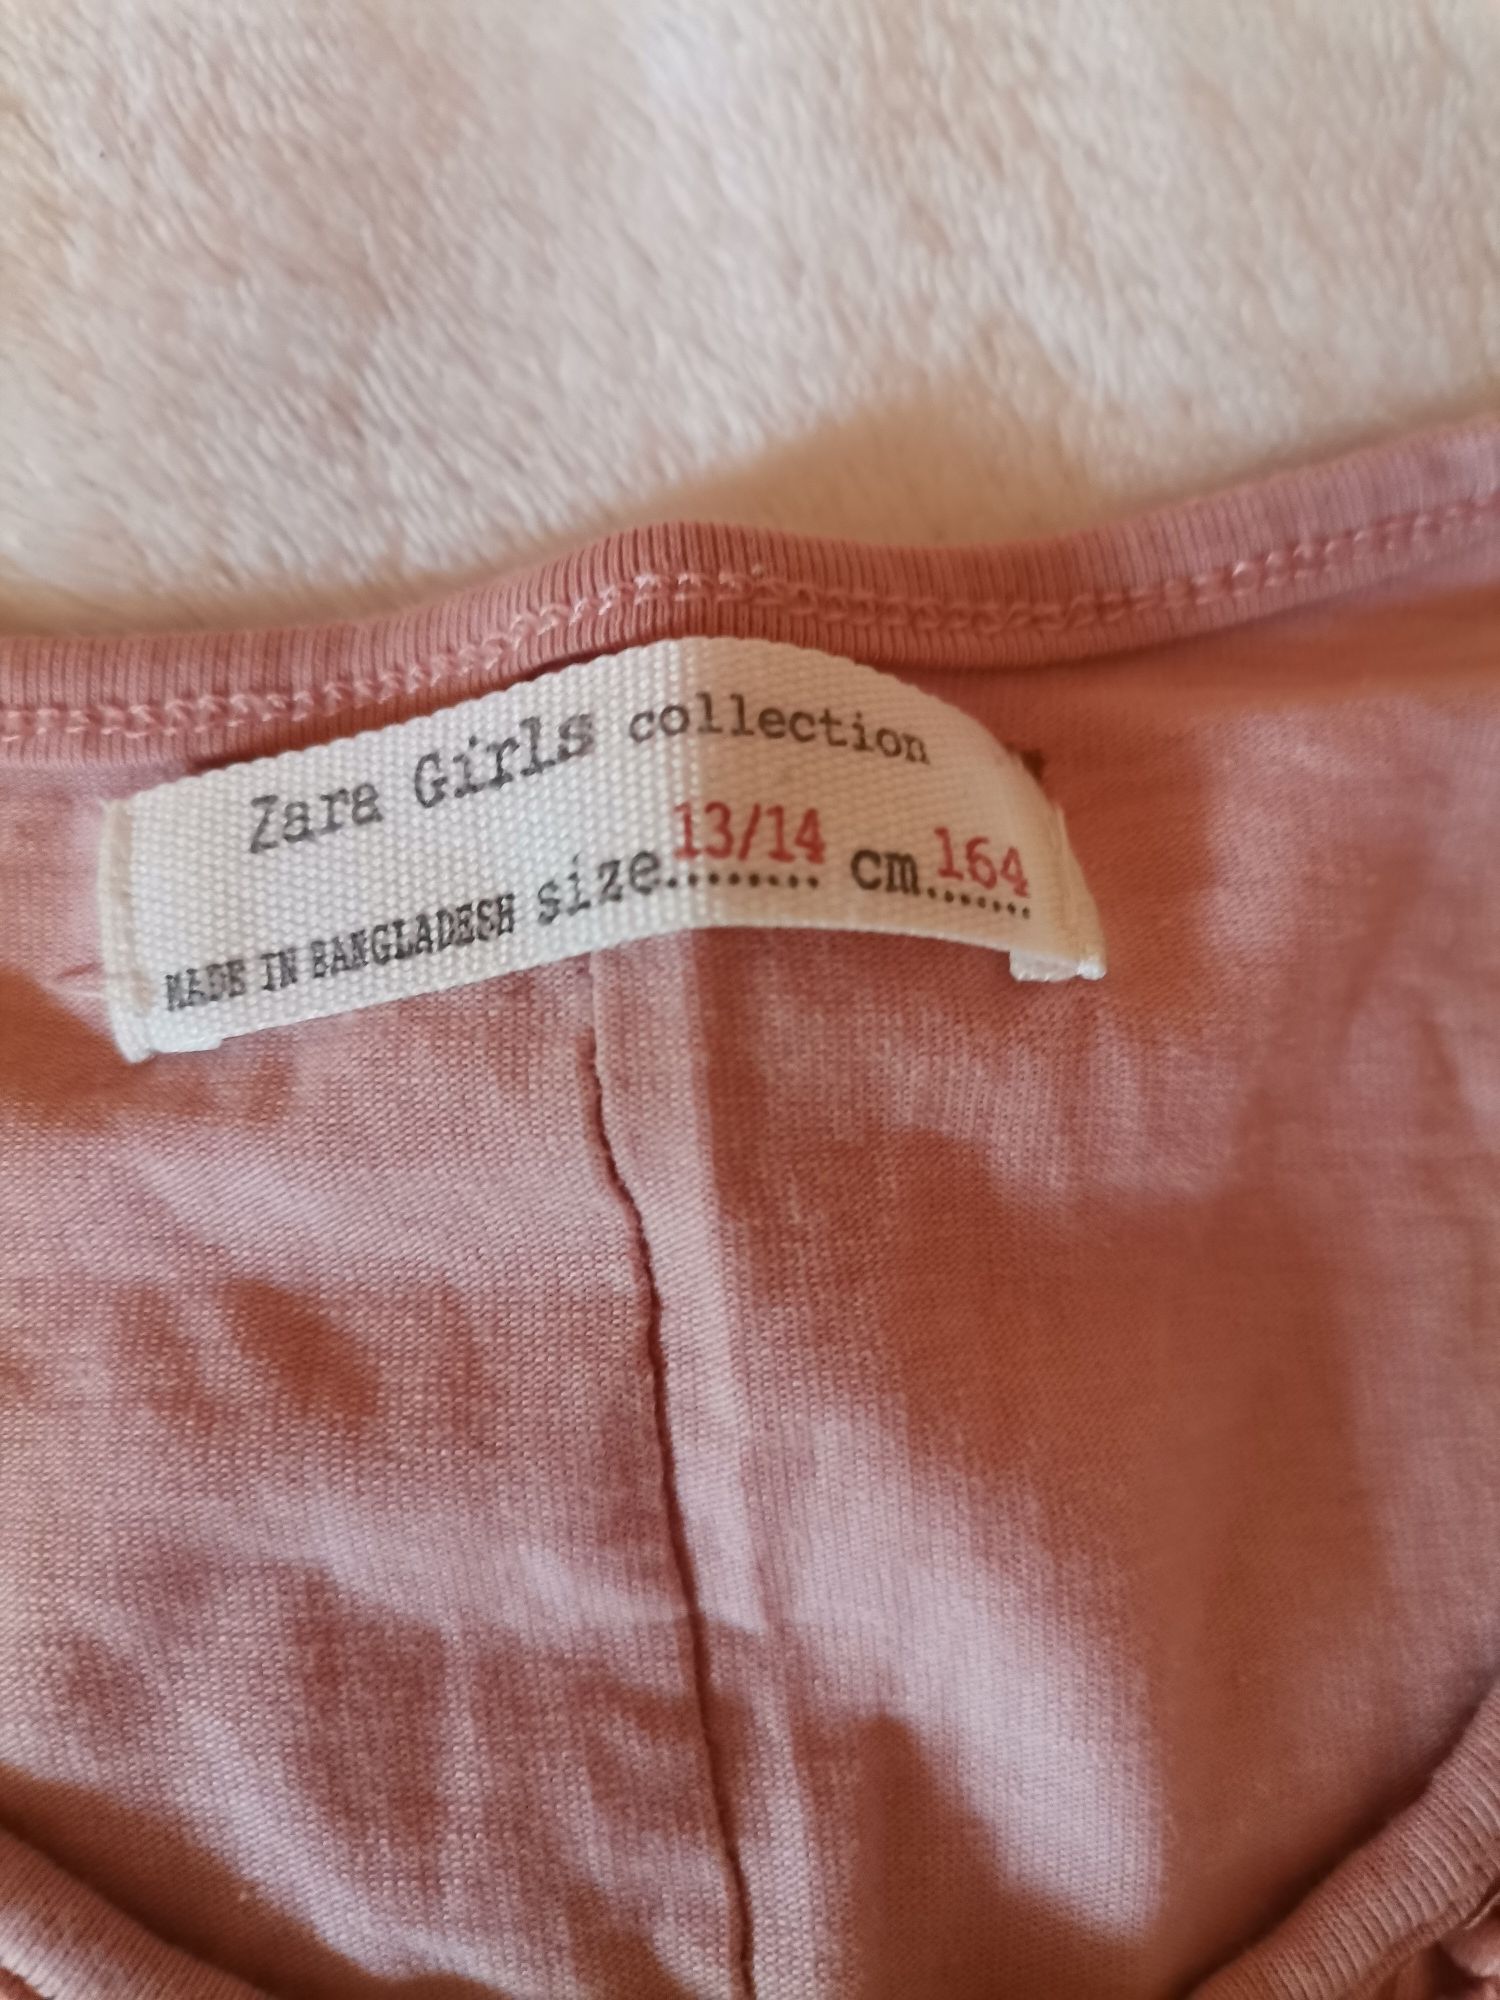 Zara Girls collection
MADE IN BANGLADESH size.13/14 cm.164